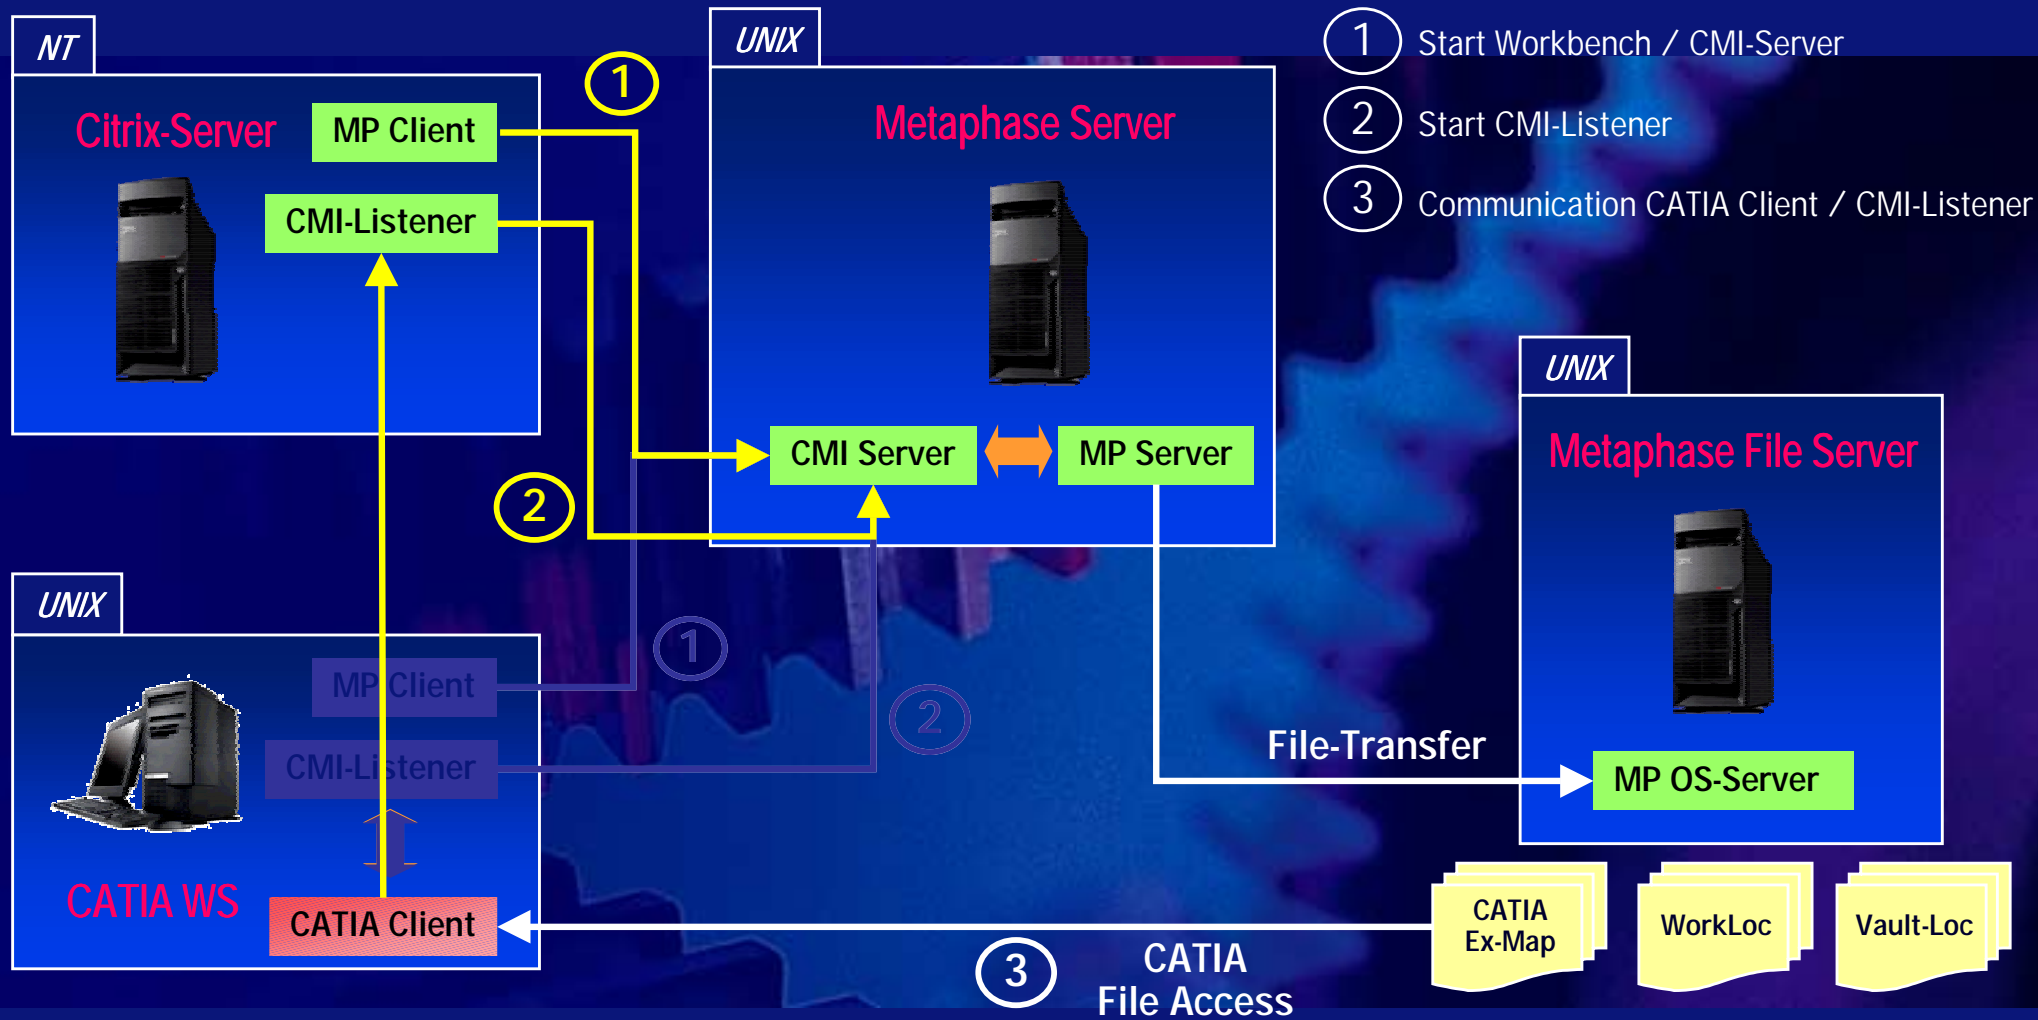 NT
Citrix-Server
MP Client
CMI-Listener
1
2
UNIX
Metaphase Server
CMI Server
MP Server
1 Start Workbench / CMI-Server
2 Start CMI-Listener
3 Communication CATIA Client / CMI-Listener
UNIX
Metaphase File Server
MP OS-Server
File-Transfer
UNIX
MP Client
CMI-Listener
1
2
CATIA WS
CATIA Client
3
CATIA
File Access
CATIA
Ex-Map
WorkLoc
Vault-Loc